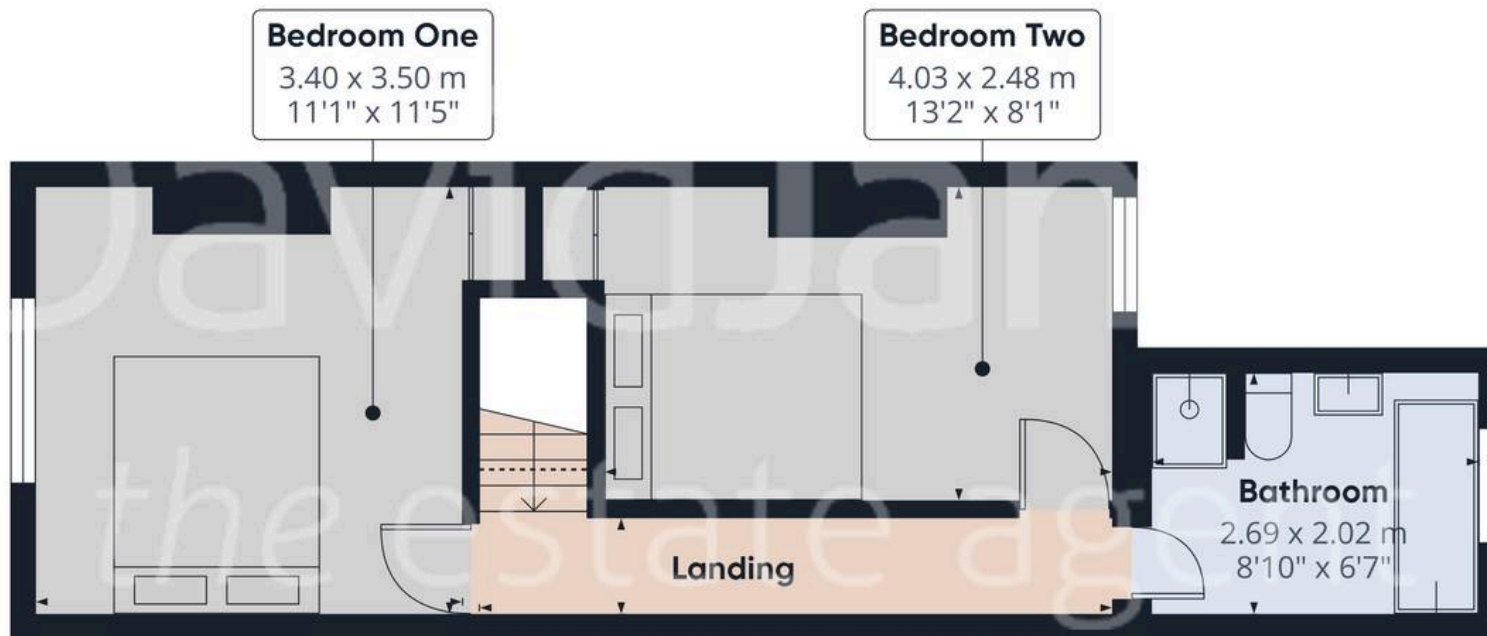 Bedroom One
3.40 x 3.50 m
11'1" x 11'5"
Bedroom Two
4.03 x 2.48 m
13'2" x 8'1"
DavidJam
the estate agent
Landing
Bathroom
2.69 x 2.02 m
8'10" x 6'7"